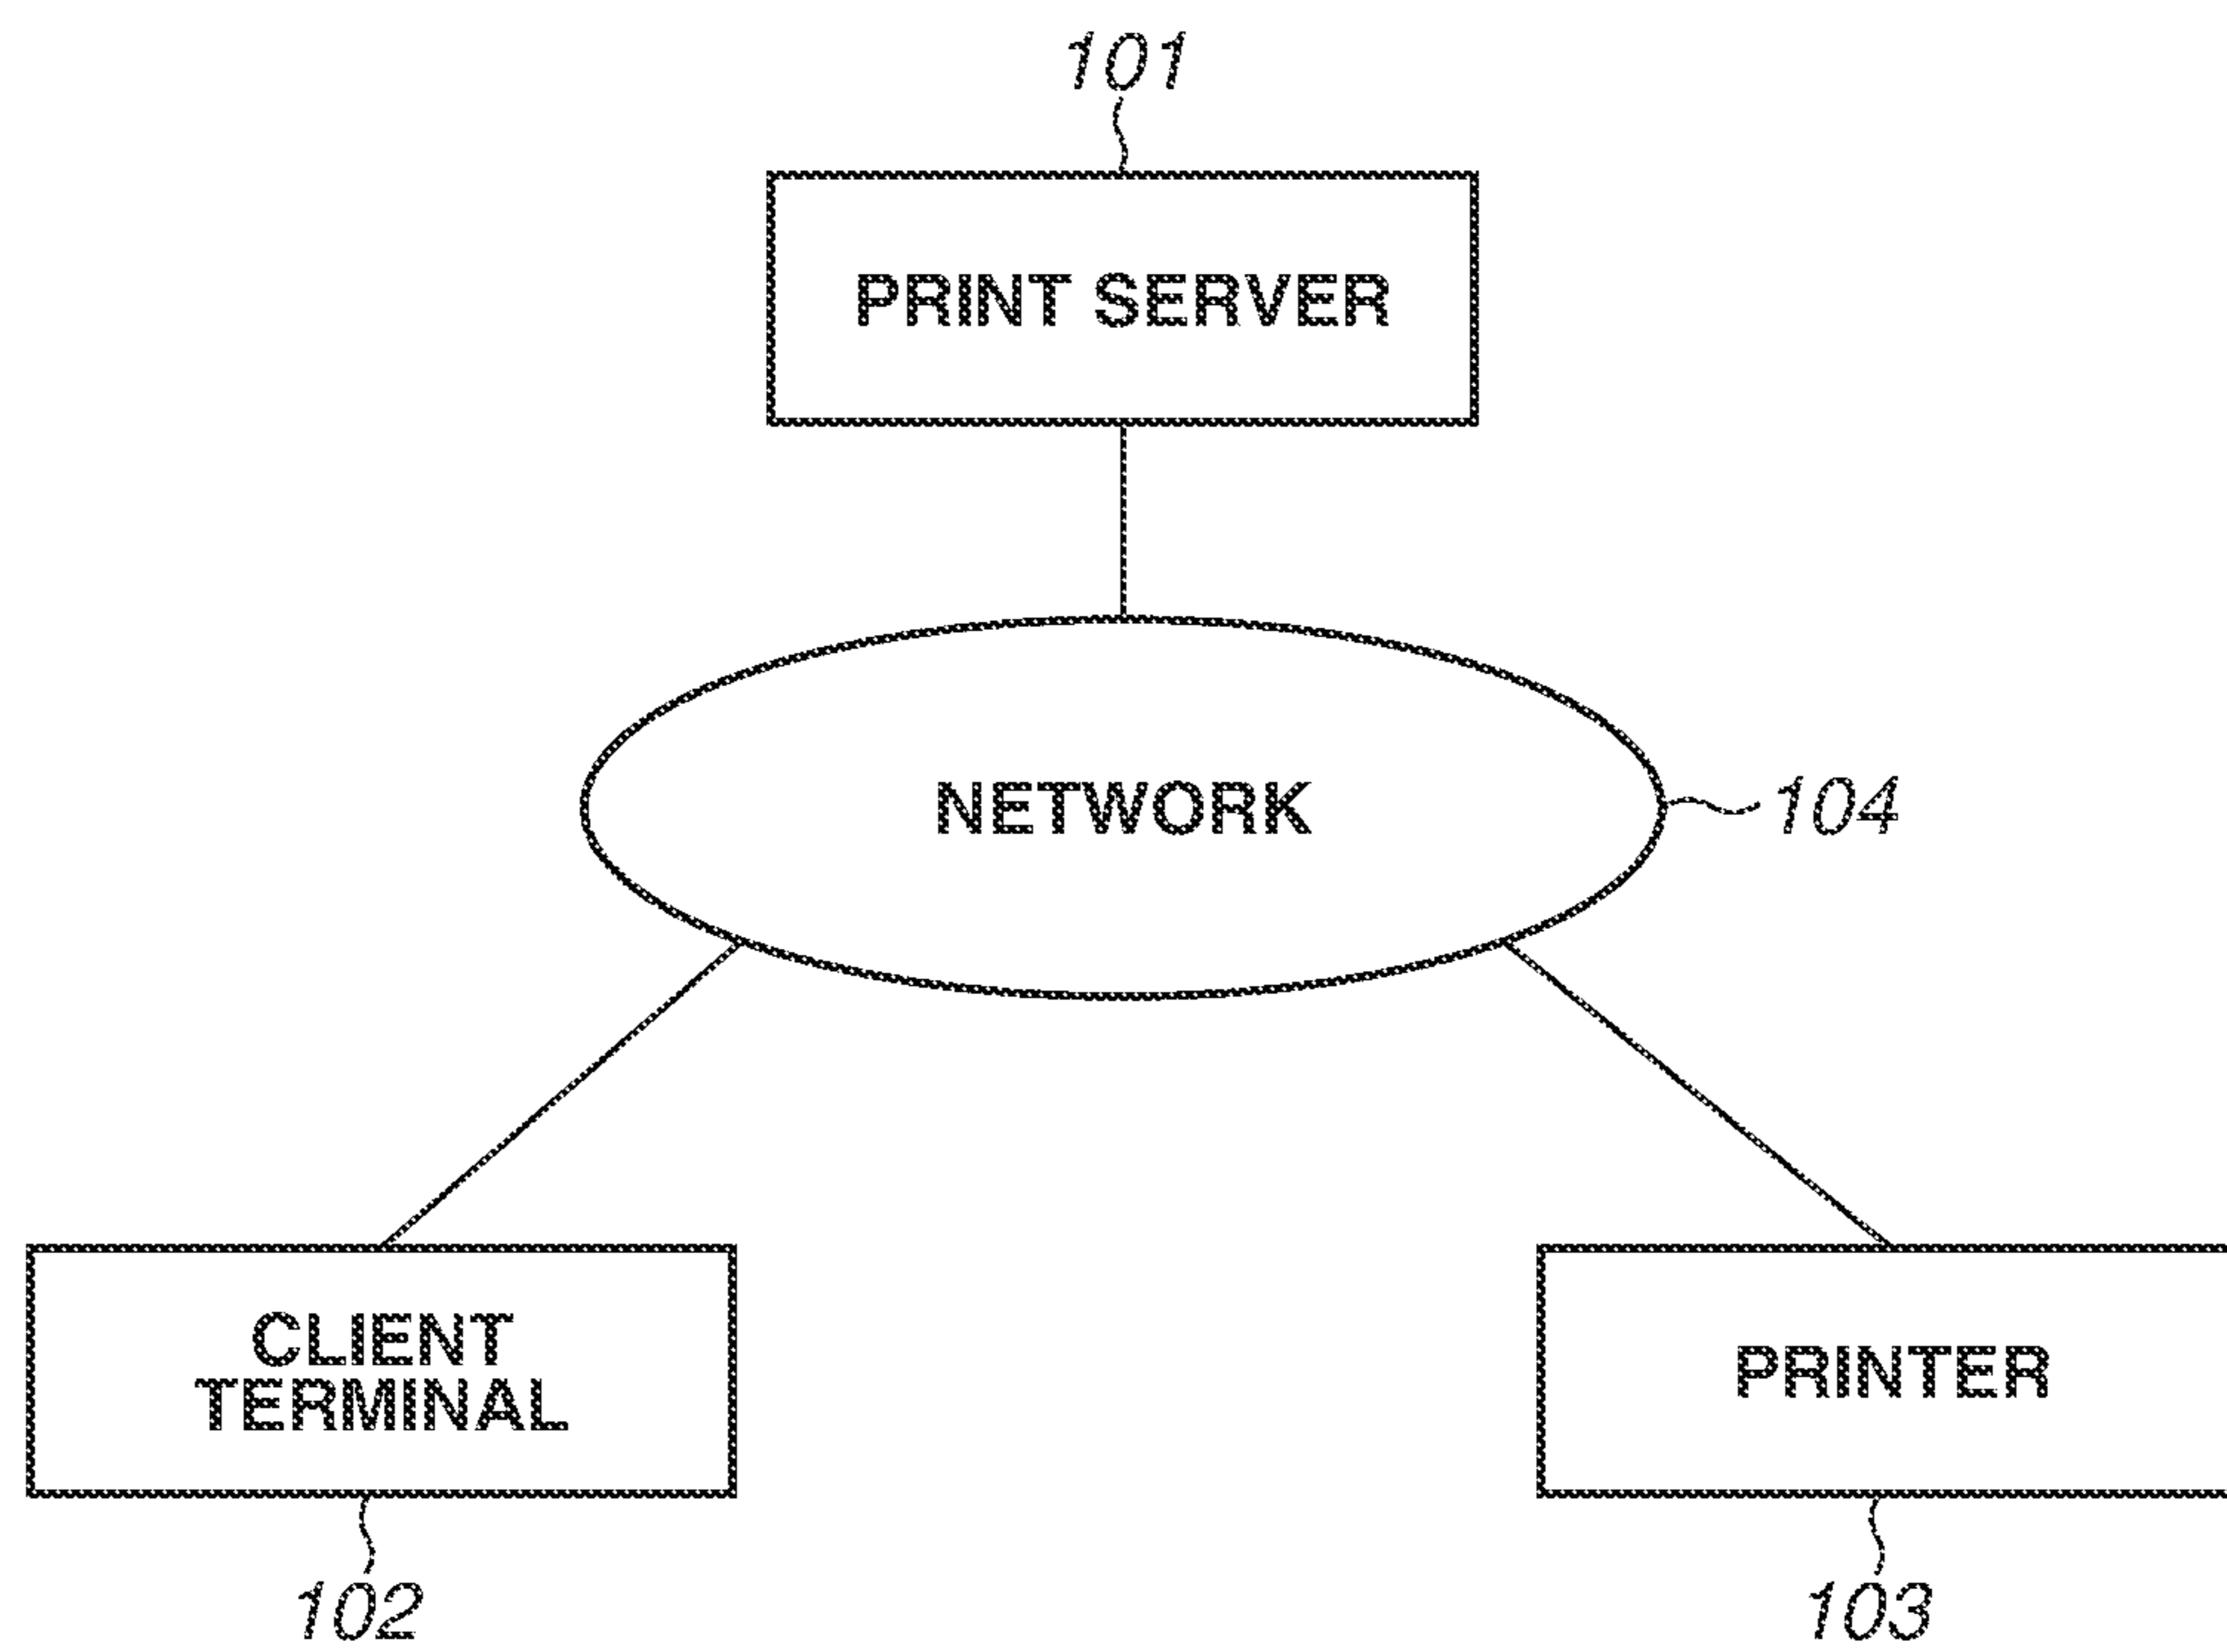 101
PRINT SERVER
NETWORK
104
CLIENT
TERMINAL
PRINTER
102
103